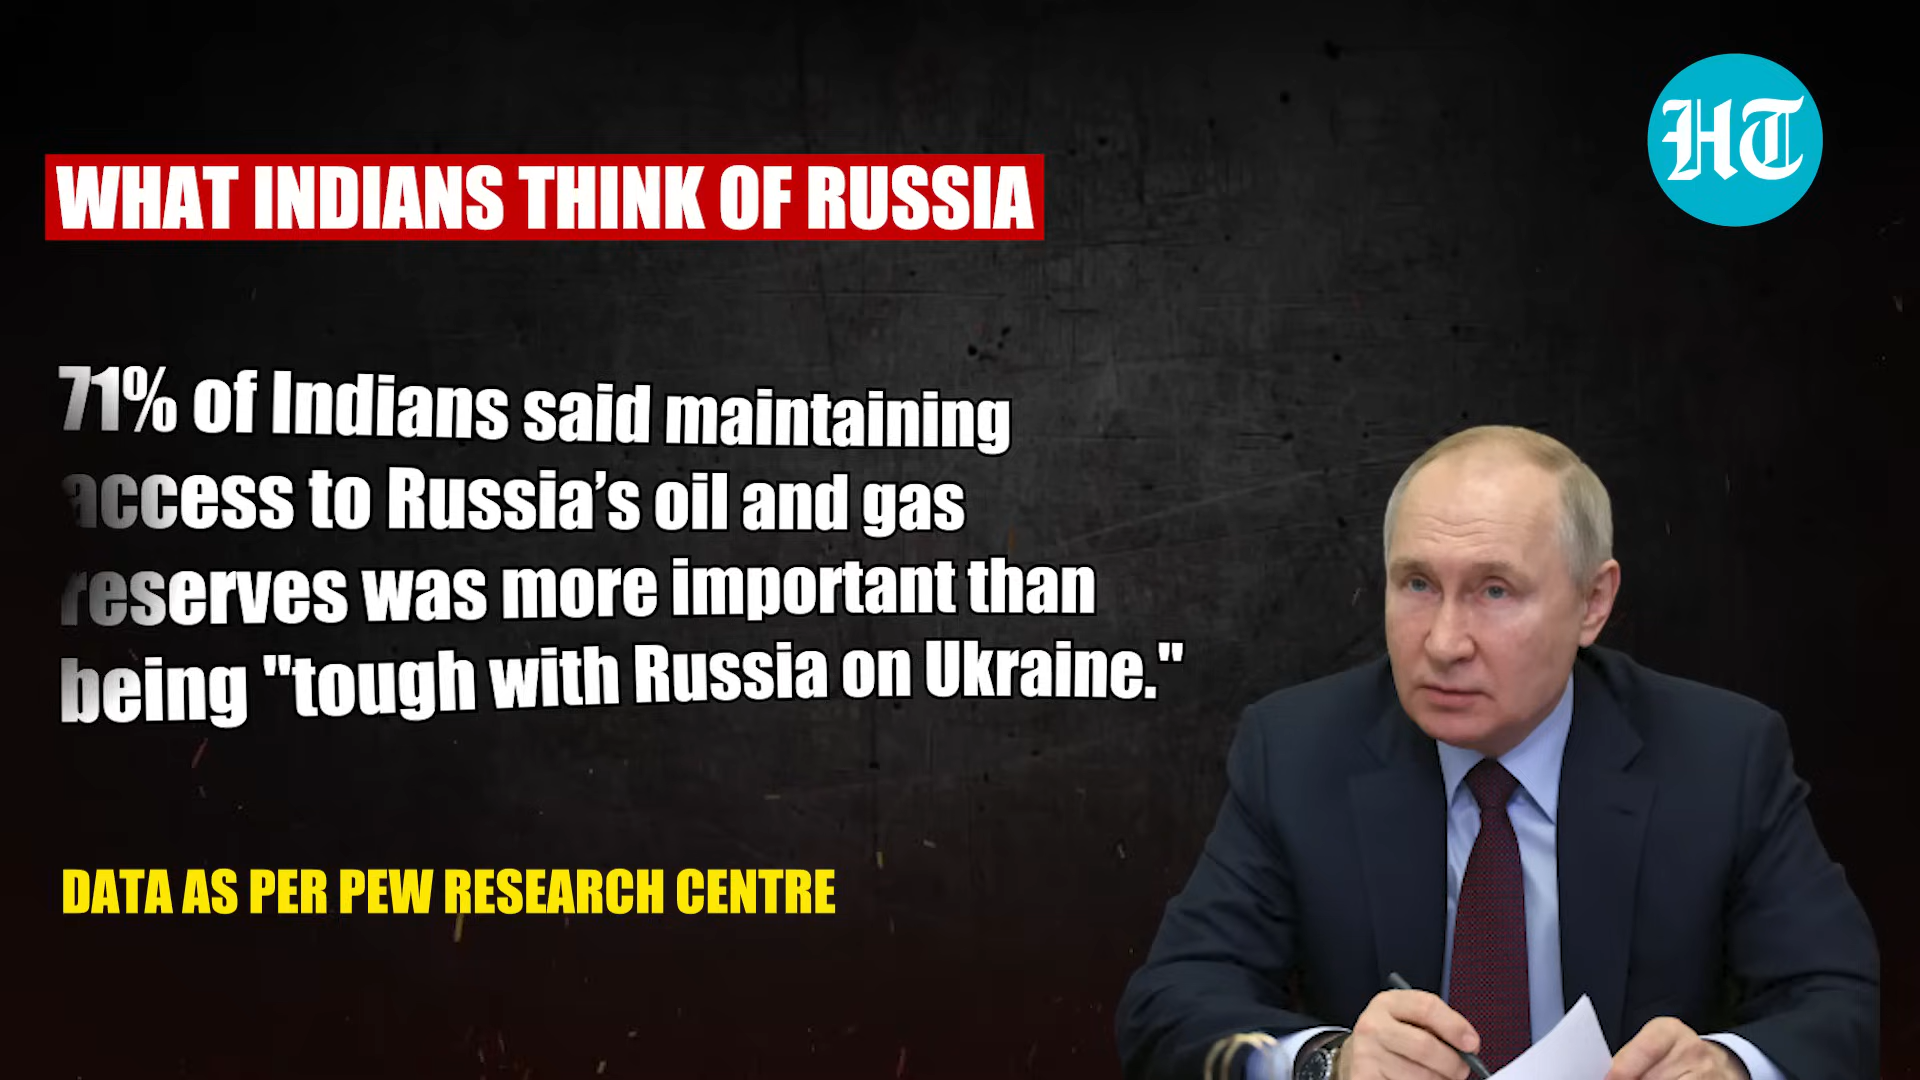 HT
WHAT INDIANS THINK OF RUSSIA
71% of Indians said maintaining
access to Russia’s oil and gas
reserves was more important than
being "tough with Russia on Ukraine."
DATA AS PER PEW RESEARCH CENTRE